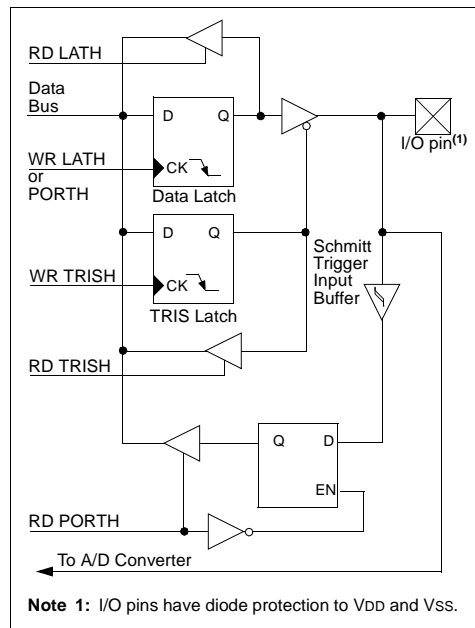 RD LATH
Data
Bus
D Q
I/O pin(1)
WR LATH
or
PORTH
CK
Data Latch
D Q
Schmitt
Trigger
Input
Buffer
WR TRISH
CK
TRIS Latch
RD TRISH
Q D
EN
RD PORTH
To A/D Converter
Note 1: I/O pins have diode protection to VDD and VSS.